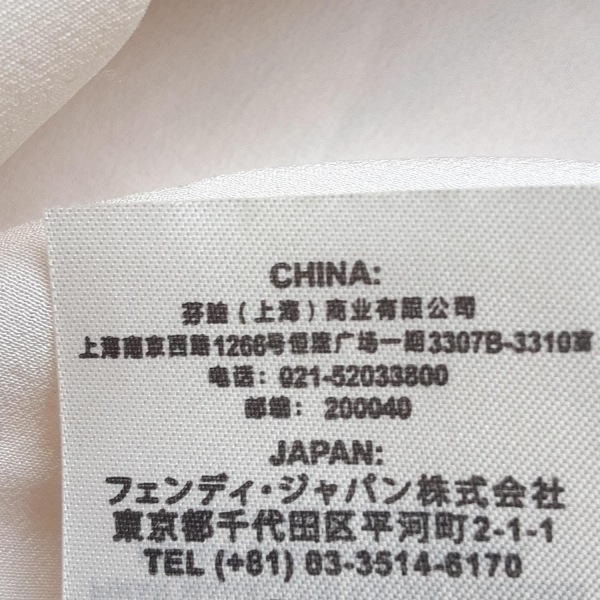 CHINA:
芬迪(上海)商业有限公司
上海南京西路1266号恒隆广场一期3307B-3310室
电话: 021-52033800
邮编: 200040
JAPAN:
フェンディ・ジャパン株式会社
東京都千代田区平河町2-1-1
TEL (+81) 03-3514-6170